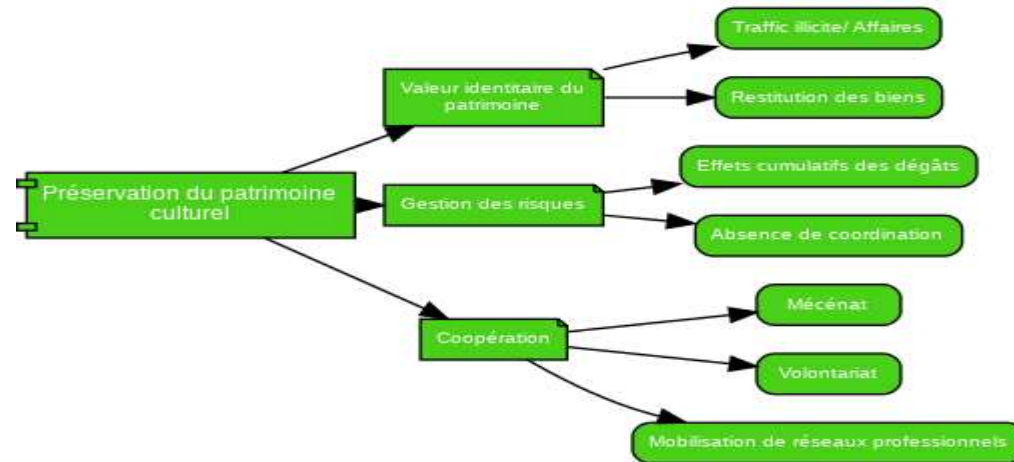 Traffic illicite/ Affaires
Valeur identitaire du
patrimoine
Restitution des biens
Effets cumulatifs des dégâts
Préservation du patrimoine
culturel
Gestion des risques
Absence de coordination
Mécénat
Coopération
Volontariat
Mobilisation de réseaux professionnels